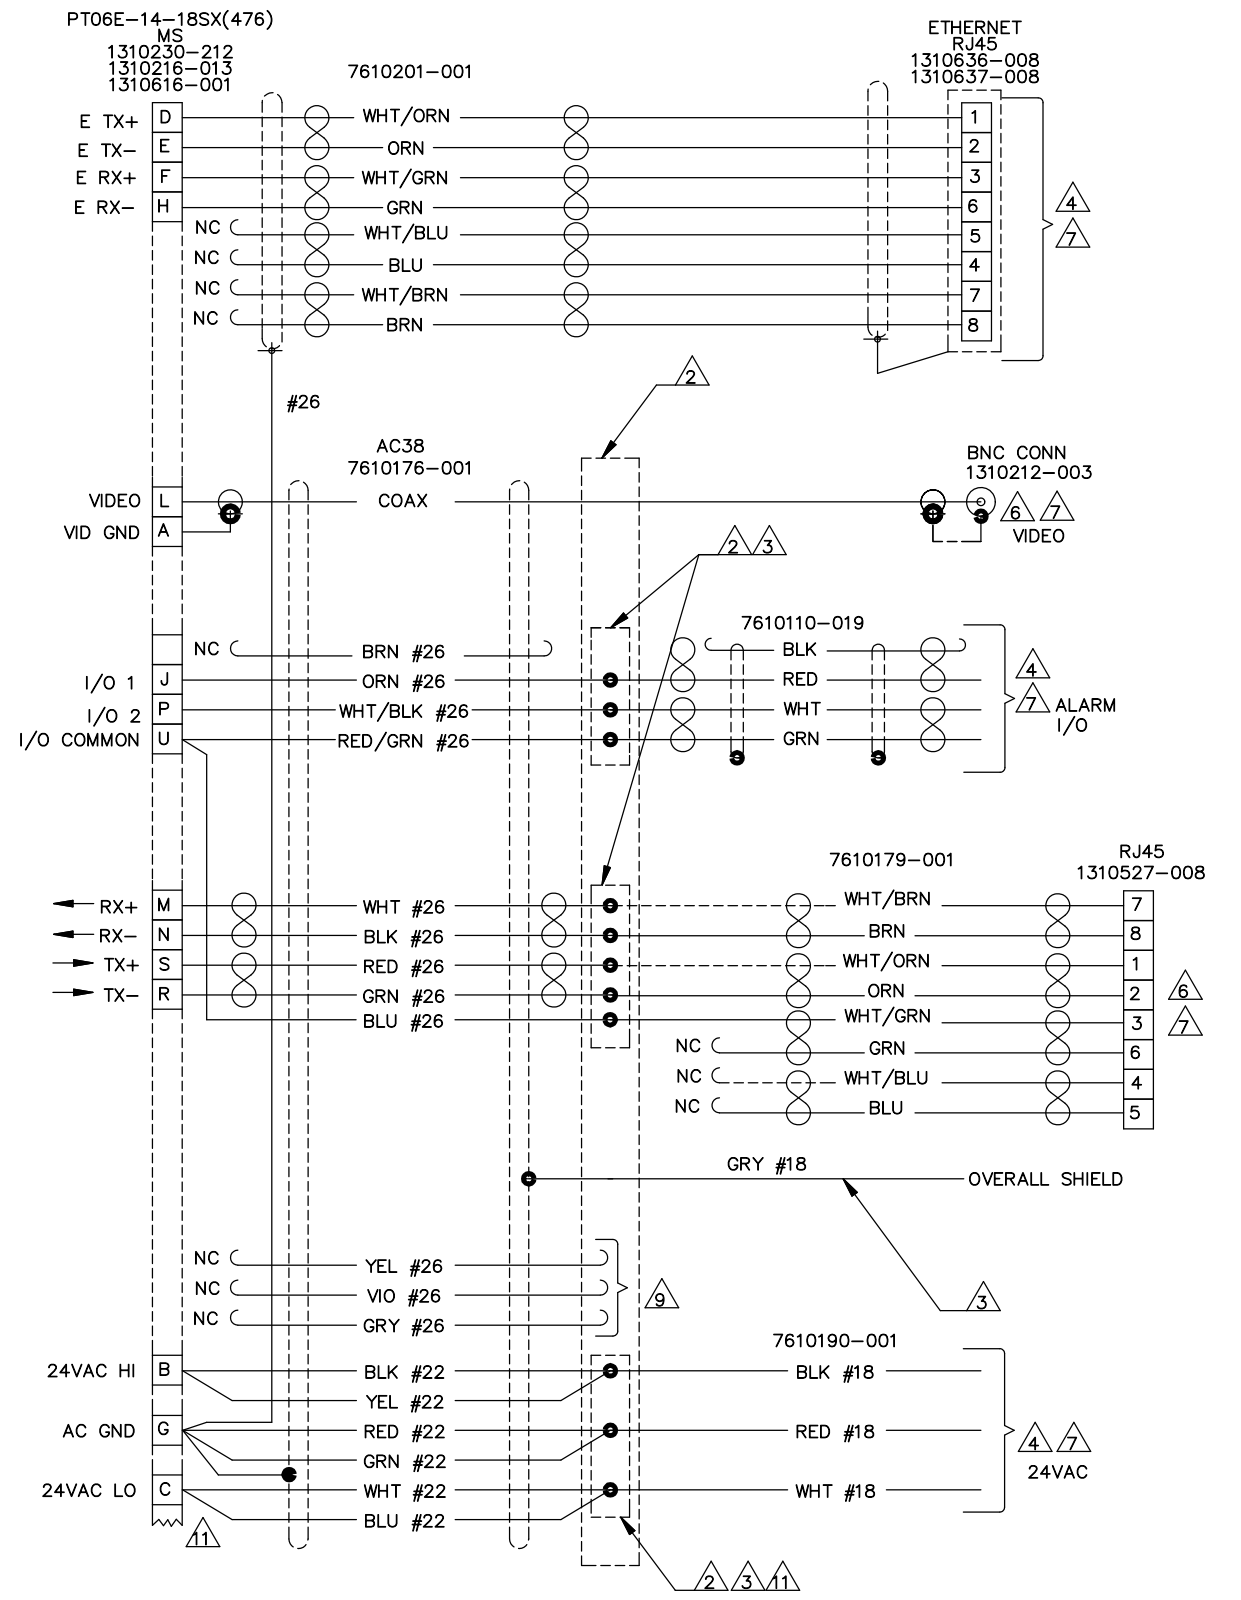 PT06E-14-18SX(476)
MS
1310230-212
1310216-013
1310616-001
7610201-001
ETHERNET
RJ45
1310636-008
1310637-008
E TX+ D WHT/ORN 1
E TX- E ORN 2
E RX+ F WHT/GRN 3
E RX- H GRN 6
NC WHT/BLU 5
NC BLU 4
NC WHT/BRN 7
NC BRN 8
4
7
2
#26
AC38
7610176-001
BNC CONN
1310212-003
VIDEO L COAX
6 7
VID GND A
VIDEO
2 3
7610110-019
NC BRN #26 BLK
I/O 1 J ORN #26 RED
I/O 2 P WHT/BLK #26 WHT
I/O COMMON U RED/GRN #26 GRN
4
7 ALARM
I/O
7610179-001
RJ45
1310527-008
RX+ M WHT #26 WHT/BRN 7
RX- N BLK #26 BRN 8
TX+ S RED #26 WHT/ORN 1
TX- R GRN #26 ORN 2
BLU #26 WHT/GRN 3
NC GRN 6
NC WHT/BLU 4
NC BLU 5
6
7
GRY #18
OVERALL SHIELD
3
NC YEL #26
NC VIO #26
NC GRY #26
9
7610190-001
24VAC HI B BLK #22 BLK #18
YEL #22
AC GND G RED #22 RED #18
GRN #22
24VAC LO C WHT #22 WHT #18
BLU #22
4 7
24VAC
11
2 3 11